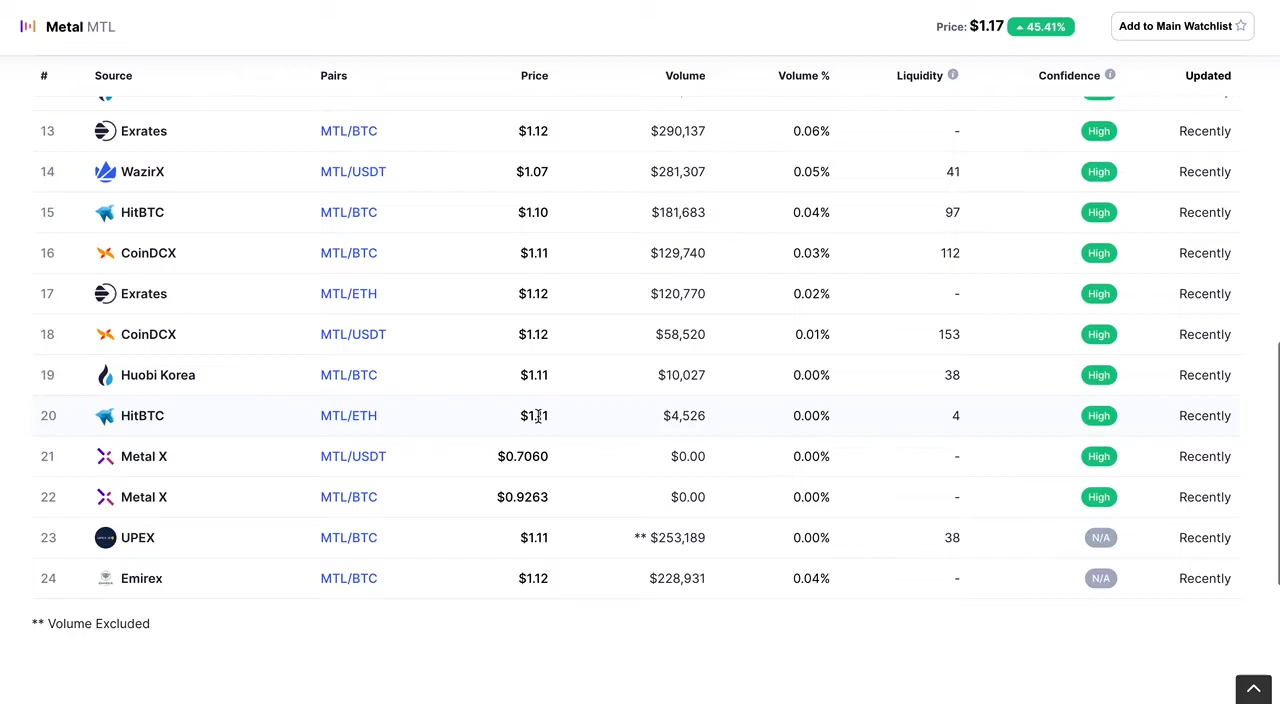 Metal MTL Price: $1.17 45.41% Add to Main Watchlist
# Source Pairs Price Volume Volume % Liquidity Confidence Updated
13 Exrates MTL/BTC $1.12 $290,137 0.06% - High Recently
14 WazirX MTL/USDT $1.07 $281,307 0.05% 41 High Recently
15 HitBTC MTL/BTC $1.10 $181,683 0.04% 97 High Recently
16 CoinDCX MTL/BTC $1.11 $129,740 0.03% 112 High Recently
17 Exrates MTL/ETH $1.12 $120,770 0.02% - High Recently
18 CoinDCX MTL/USDT $1.12 $58,520 0.01% 153 High Recently
19 Huobi Korea MTL/BTC $1.11 $10,027 0.00% 38 High Recently
20 HitBTC MTL/ETH $1.11 $4,526 0.00% 4 High Recently
21 Metal X MTL/USDT $0.7060 $0.00 0.00% - High Recently
22 Metal X MTL/BTC $0.9263 $0.00 0.00% - High Recently
23 UPEX MTL/BTC $1.11 ** $253,189 0.00% 38 N/A Recently
24 Emirex MTL/BTC $1.12 $228,931 0.04% - N/A Recently
** Volume Excluded